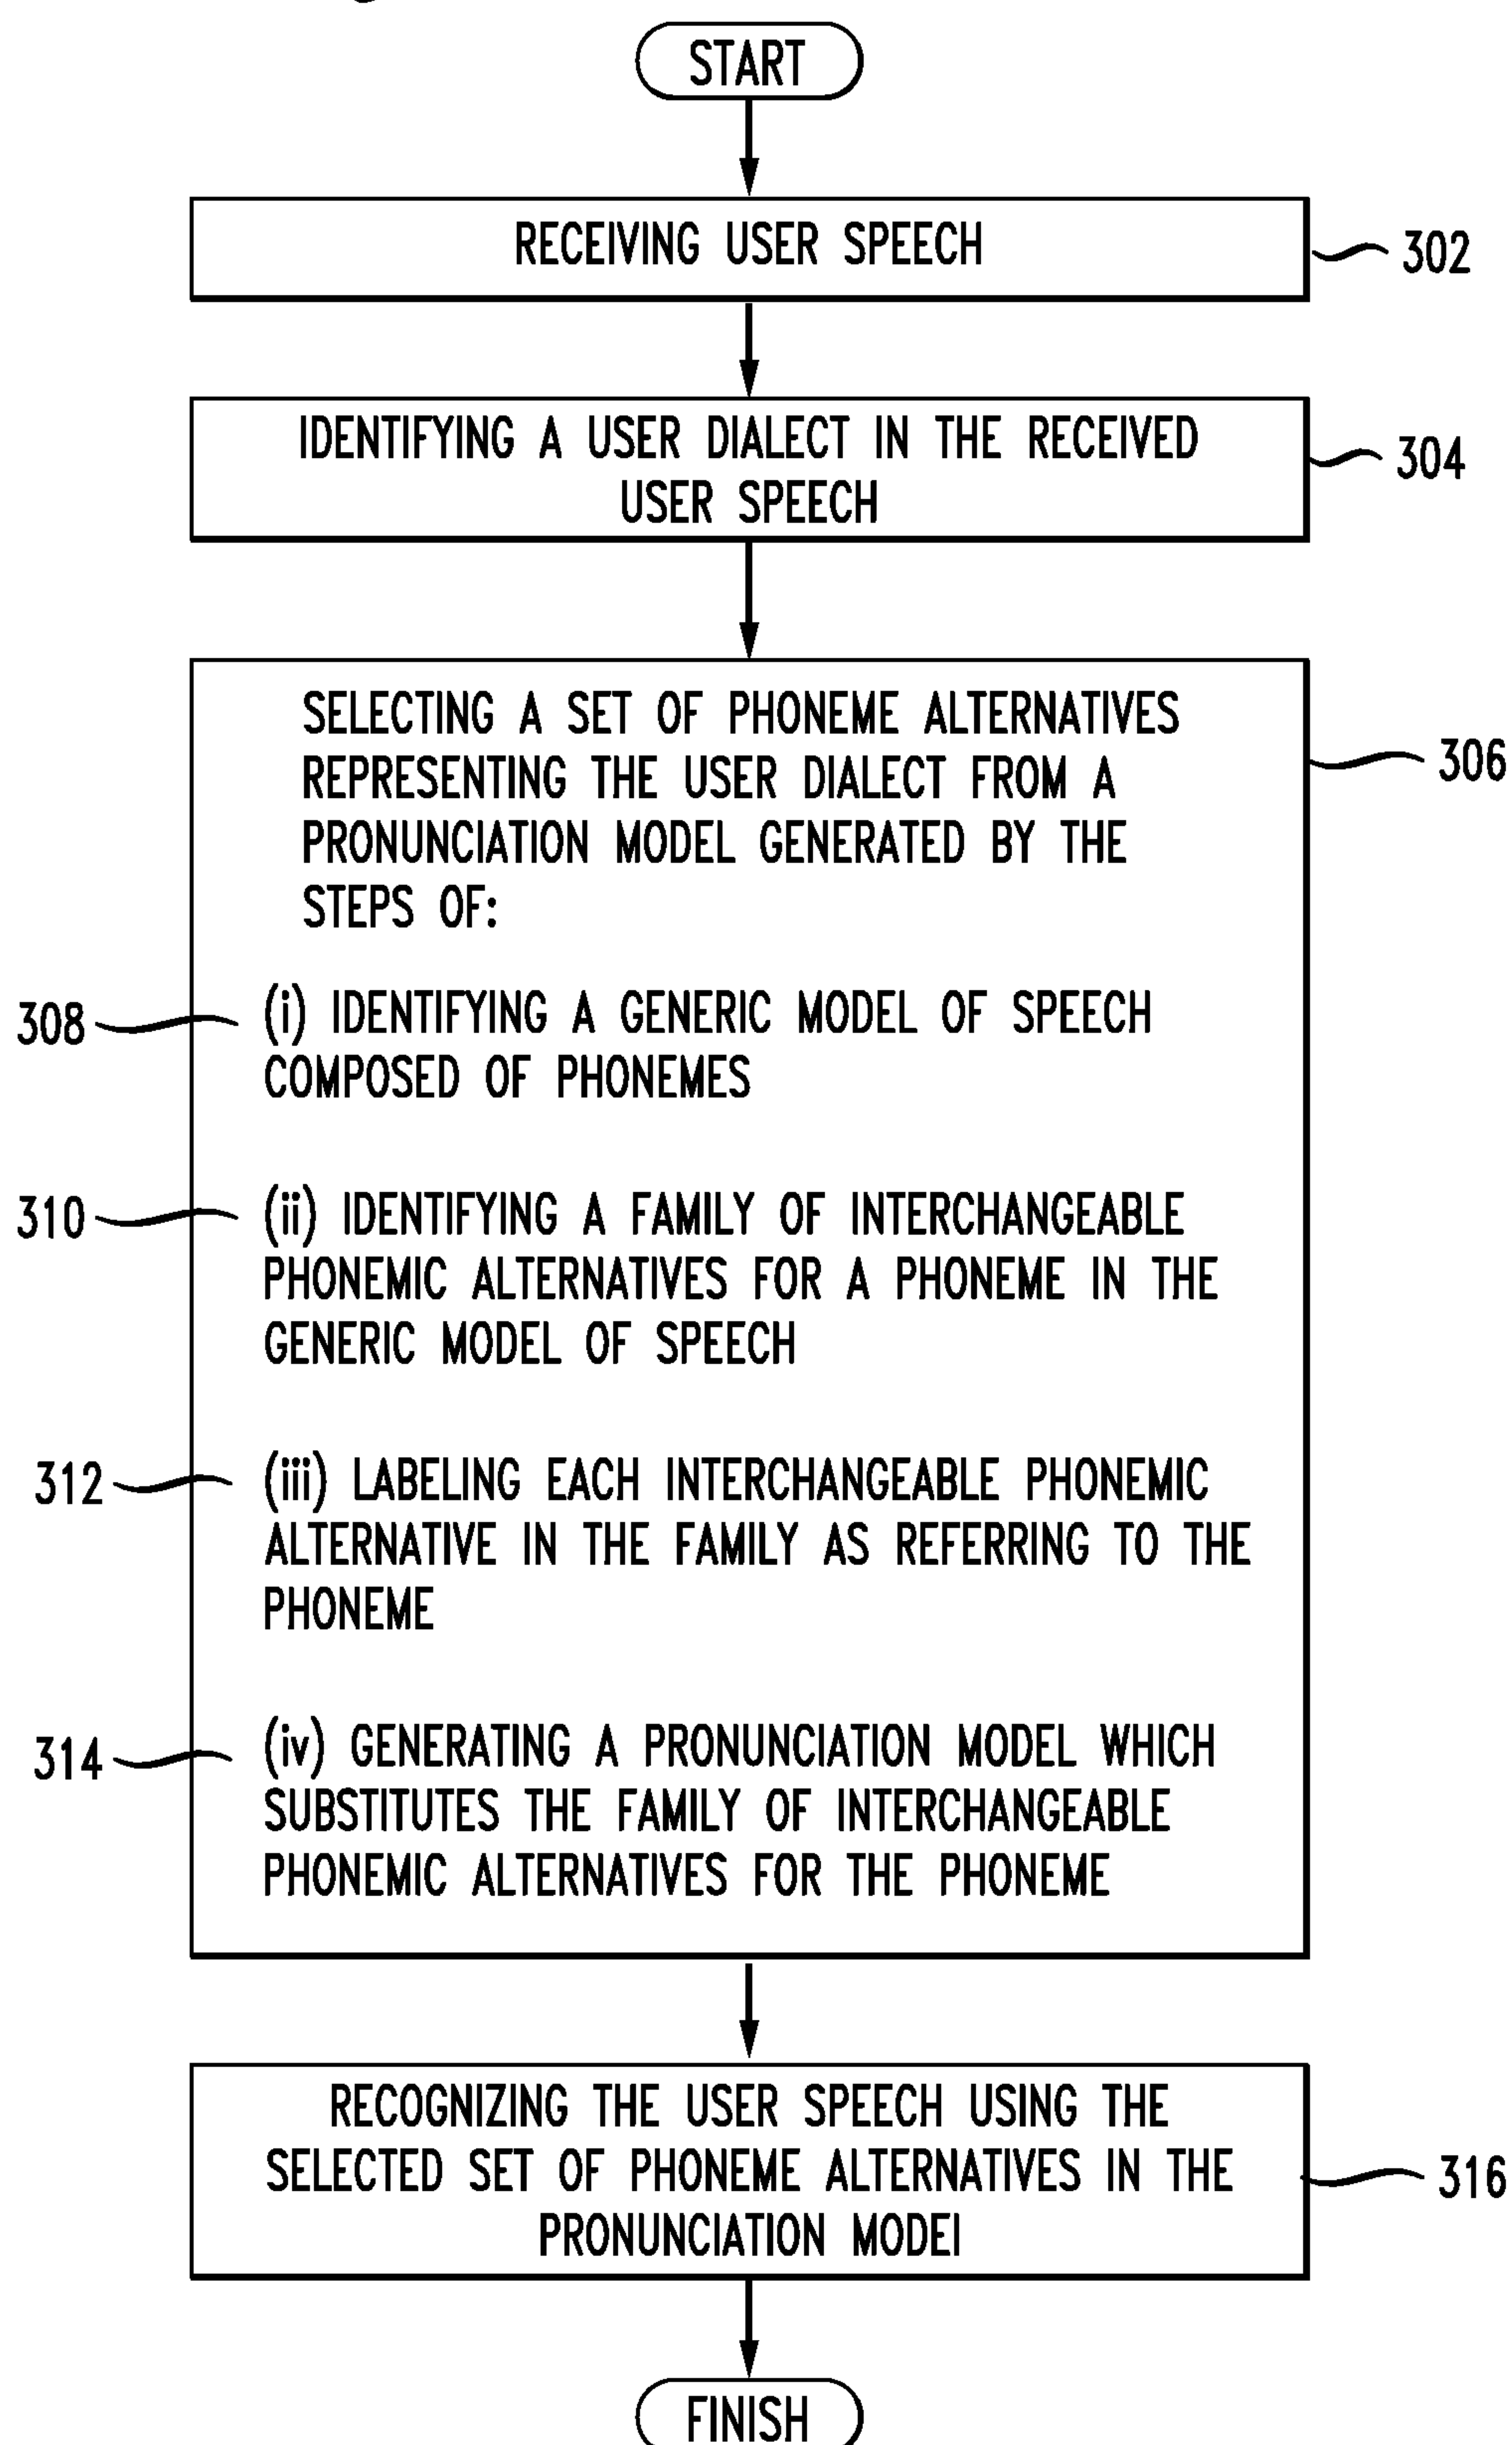 START
RECEIVING USER SPEECH
302
IDENTIFYING A USER DIALECT IN THE RECEIVED
USER SPEECH
304
SELECTING A SET OF PHONEME ALTERNATIVES
REPRESENTING THE USER DIALECT FROM A
PRONUNCIATION MODEL GENERATED BY THE
STEPS OF:
306
308
(i) IDENTIFYING A GENERIC MODEL OF SPEECH
COMPOSED OF PHONEMES
310
(ii) IDENTIFYING A FAMILY OF INTERCHANGEABLE
PHONEMIC ALTERNATIVES FOR A PHONEME IN THE
GENERIC MODEL OF SPEECH
312
(iii) LABELING EACH INTERCHANGEABLE PHONEMIC
ALTERNATIVE IN THE FAMILY AS REFERRING TO THE
PHONEME
314
(iv) GENERATING A PRONUNCIATION MODEL WHICH
SUBSTITUTES THE FAMILY OF INTERCHANGEABLE
PHONEMIC ALTERNATIVES FOR THE PHONEME
RECOGNIZING THE USER SPEECH USING THE
SELECTED SET OF PHONEME ALTERNATIVES IN THE
PRONUNCIATION MODEl
316
FINISH